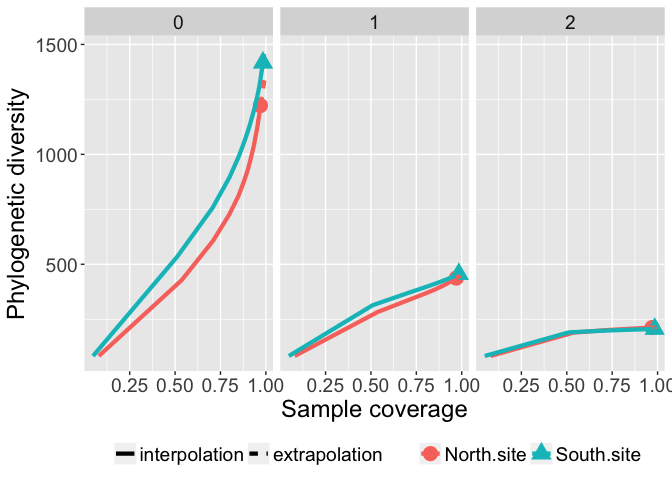 0 1 2
1500
1000
500
Phylogenetic diversity
0.25 0.50 0.75 1.00 0.25 0.50 0.75 1.00 0.25 0.50 0.75 1.00
Sample coverage
interpolation extrapolation North.site South.site